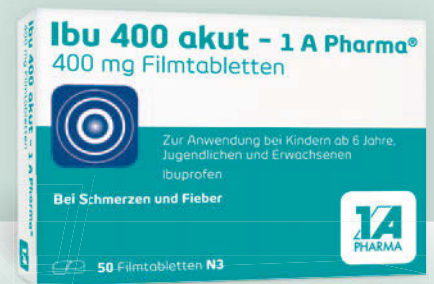 Ibu 400 akut – 1 A Pharma®
400 mg Filmtabletten
Zur Anwendung bei Kindern ab 6 Jahre,
Jugendlichen und Erwachsenen
Ibuprofen
Bei Schmerzen und Fieber
1A
PHARMA
50 Filmtabletten N3
Ibu 400 akut – 1 A Pharma®
400 mg Filmtabletten
1A